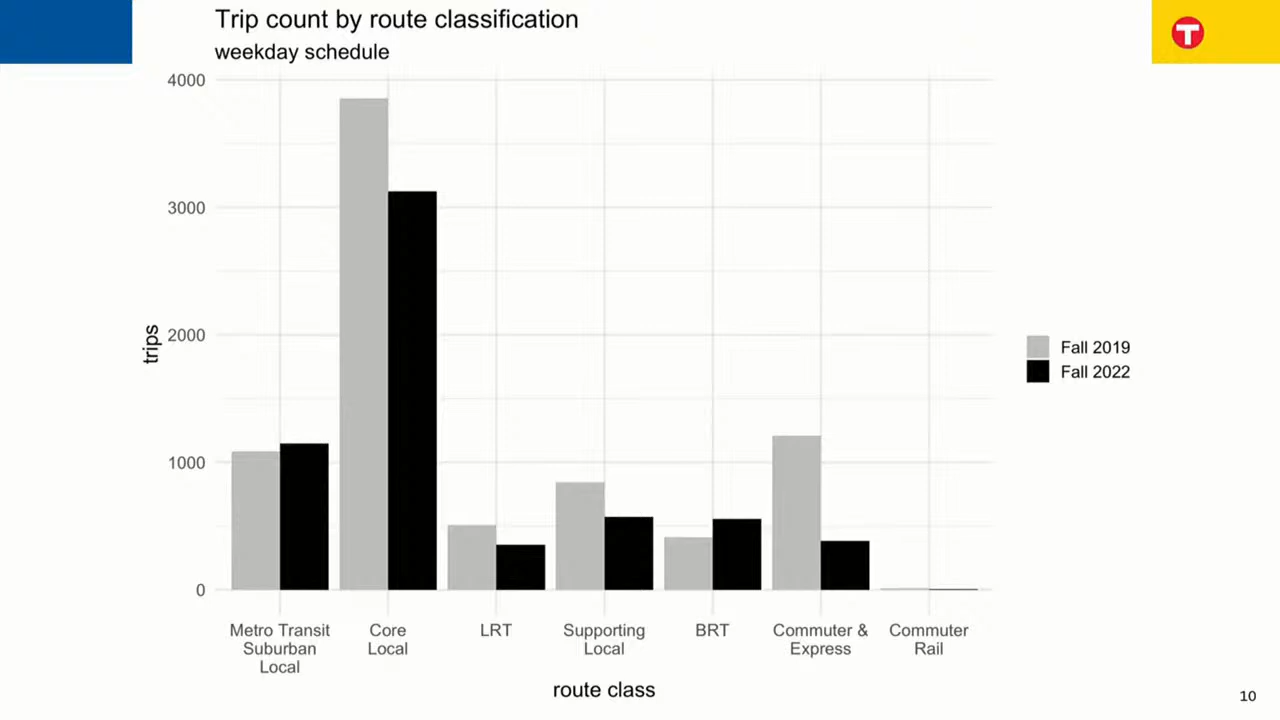 Trip count by route classification
weekday schedule
T
4000
3000
2000
1000
0
trips
Fall 2019
Fall 2022
Metro Transit
Suburban
Local
Core
Local
LRT
Supporting
Local
BRT
Commuter &
Express
Commuter
Rail
route class
10